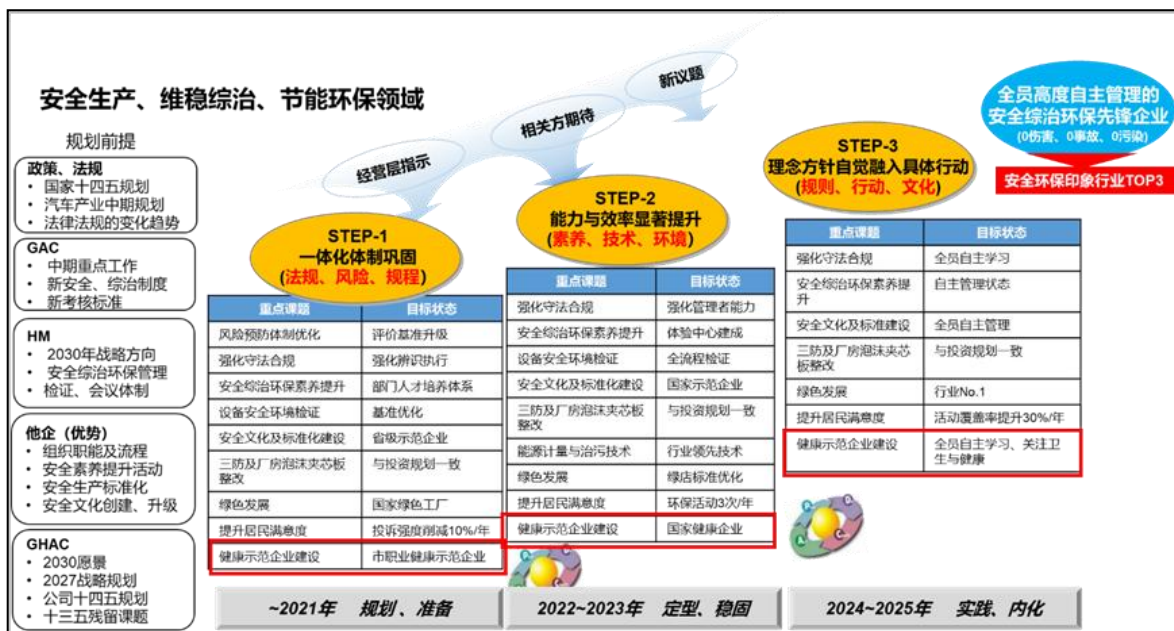 安全生产、维稳综治、节能环保领域
规划前提
政策、法规
• 国家十四五规划
• 汽车产业中期规划
• 法律法规的变化趋势
GAC
• 中期重点工作
• 新安全、综治制度
• 新考核标准
HM
• 2030年战略方向
• 安全综治环保管理
• 检证、会议体制
他企（优势）
• 组织职能及流程
• 安全素养提升活动
• 安全生产标准化
• 安全文化创建、升级
GHAC
• 2030愿景
• 2027战略规划
• 公司十四五规划
• 十三五残留课题
经营层指示
相关方期待
新议题
STEP-1
一体化体制巩固
(法规、风险、规程)
重点课题 目标状态
风险预防体制优化 评价基准升级
强化守法合规 强化辨识执行
安全综治环保素养提升 部门人才培养体系
设备安全环境检证 基准优化
安全文化及标准化建设 省级示范企业
三防及厂房泡沫夹芯板 与投资规划一致
整改
绿色发展 国家绿色工厂
提升居民满意度 投诉强度削减10%/年
健康示范企业建设 市职业健康示范企业
~2021年 规划、准备
STEP-2
能力与效率显著提升
(素养、技术、环境)
重点课题 目标状态
强化守法合规 强化管理者能力
安全综治环保素养提升 体验中心建成
设备安全环境检证 全流程检证
安全文化及标准化建设 国家示范企业
三防及厂房泡沫夹芯板 与投资规划一致
整改
能源计量与治污技术 行业领先技术
绿色发展 绿店标准优化
提升居民满意度 环保活动3次/年
健康示范企业建设 国家健康企业
2022~2023年 定型、稳固
STEP-3
理念方针自觉融入具体行动
(规则、行动、文化)
重点课题 目标状态
强化守法合规 全员自主学习
安全综治环保素养提 自主管理状态
升
安全文化及标准建设 全员自主管理
三防及厂房泡沫夹芯 与投资规划一致
板整改
绿色发展 行业No.1
提升居民满意度 活动覆盖率提升30%/年
健康示范企业建设 全员自主学习、关注卫
生与健康
2024~2025年 实践、内化
全员高度自主管理的
安全综治环保先锋企业
(0伤害、0事故、0污染)
安全环保印象行业TOP3